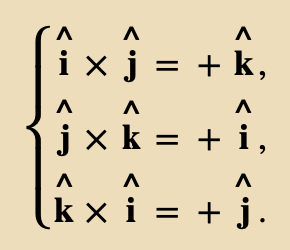 î × ĵ = + k̂,
ĵ × k̂ = + î,
k̂ × î = + ĵ.